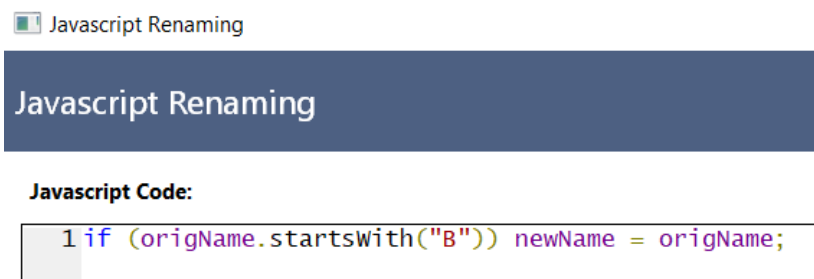 Javascript Renaming
Javascript Renaming
Javascript Code:
1 if (origName.startsWith("B")) newName = origName;